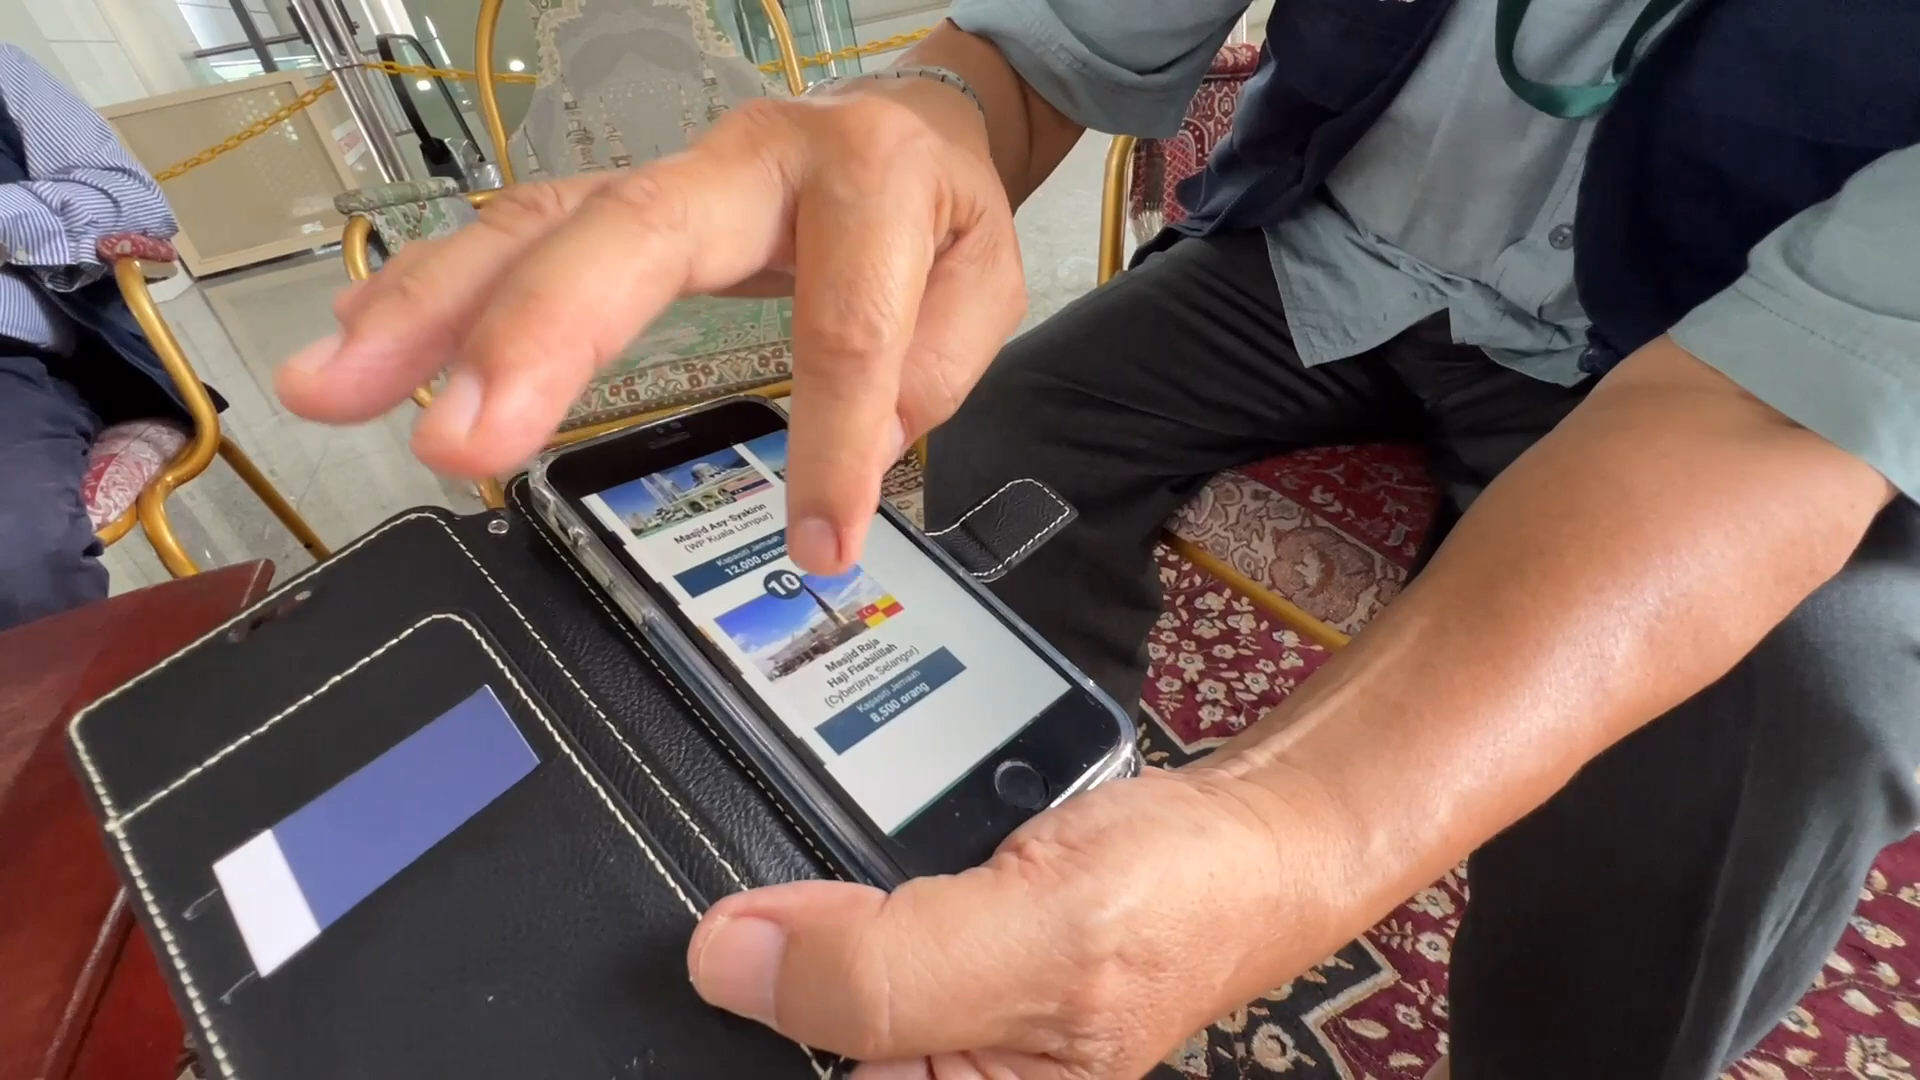 Masjid Asy-Syakirin
(WP Kuala Lumpur)
Kapasiti Jemaah
12,000 orang
10
Masjid Raja
Haji Fisabilillah
(Cyberjaya, Selangor)
Kapasiti Jemaah
8,500 orang